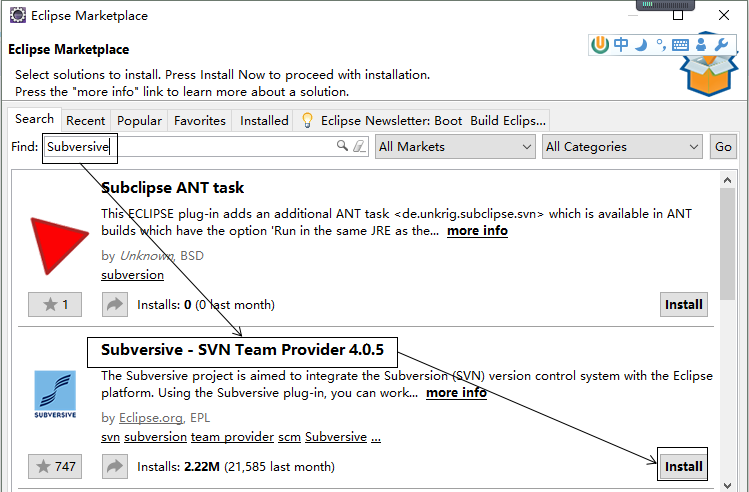 Eclipse Marketplace
Eclipse Marketplace
中
Select solutions to install. Press Install Now to proceed with installation.
Press the "more info" link to learn more about a solution.
Search Recent Popular Favorites Installed Eclipse Newsletter: Boot Build Eclips...
Find: Subversive All Markets All Categories Go
Subclipse ANT task
This ECLIPSE plug-in adds an additional ANT task <de.unkrig.subclipse.svn> which is available in ANT
builds which have the option 'Run in the same JRE as the... more info
by Unknown, BSD
subversion
1 Installs: 0 (0 last month) Install
Subversive - SVN Team Provider 4.0.5
The Subversive project is aimed to integrate the Subversion (SVN) version control system with the Eclipse
platform. Using the Subversive plug-in, you can work... more info
SUBVERSIVE
by Eclipse.org, EPL
svn subversion team provider scm Subversive ...
747 Installs: 2.22M (21,585 last month) Install